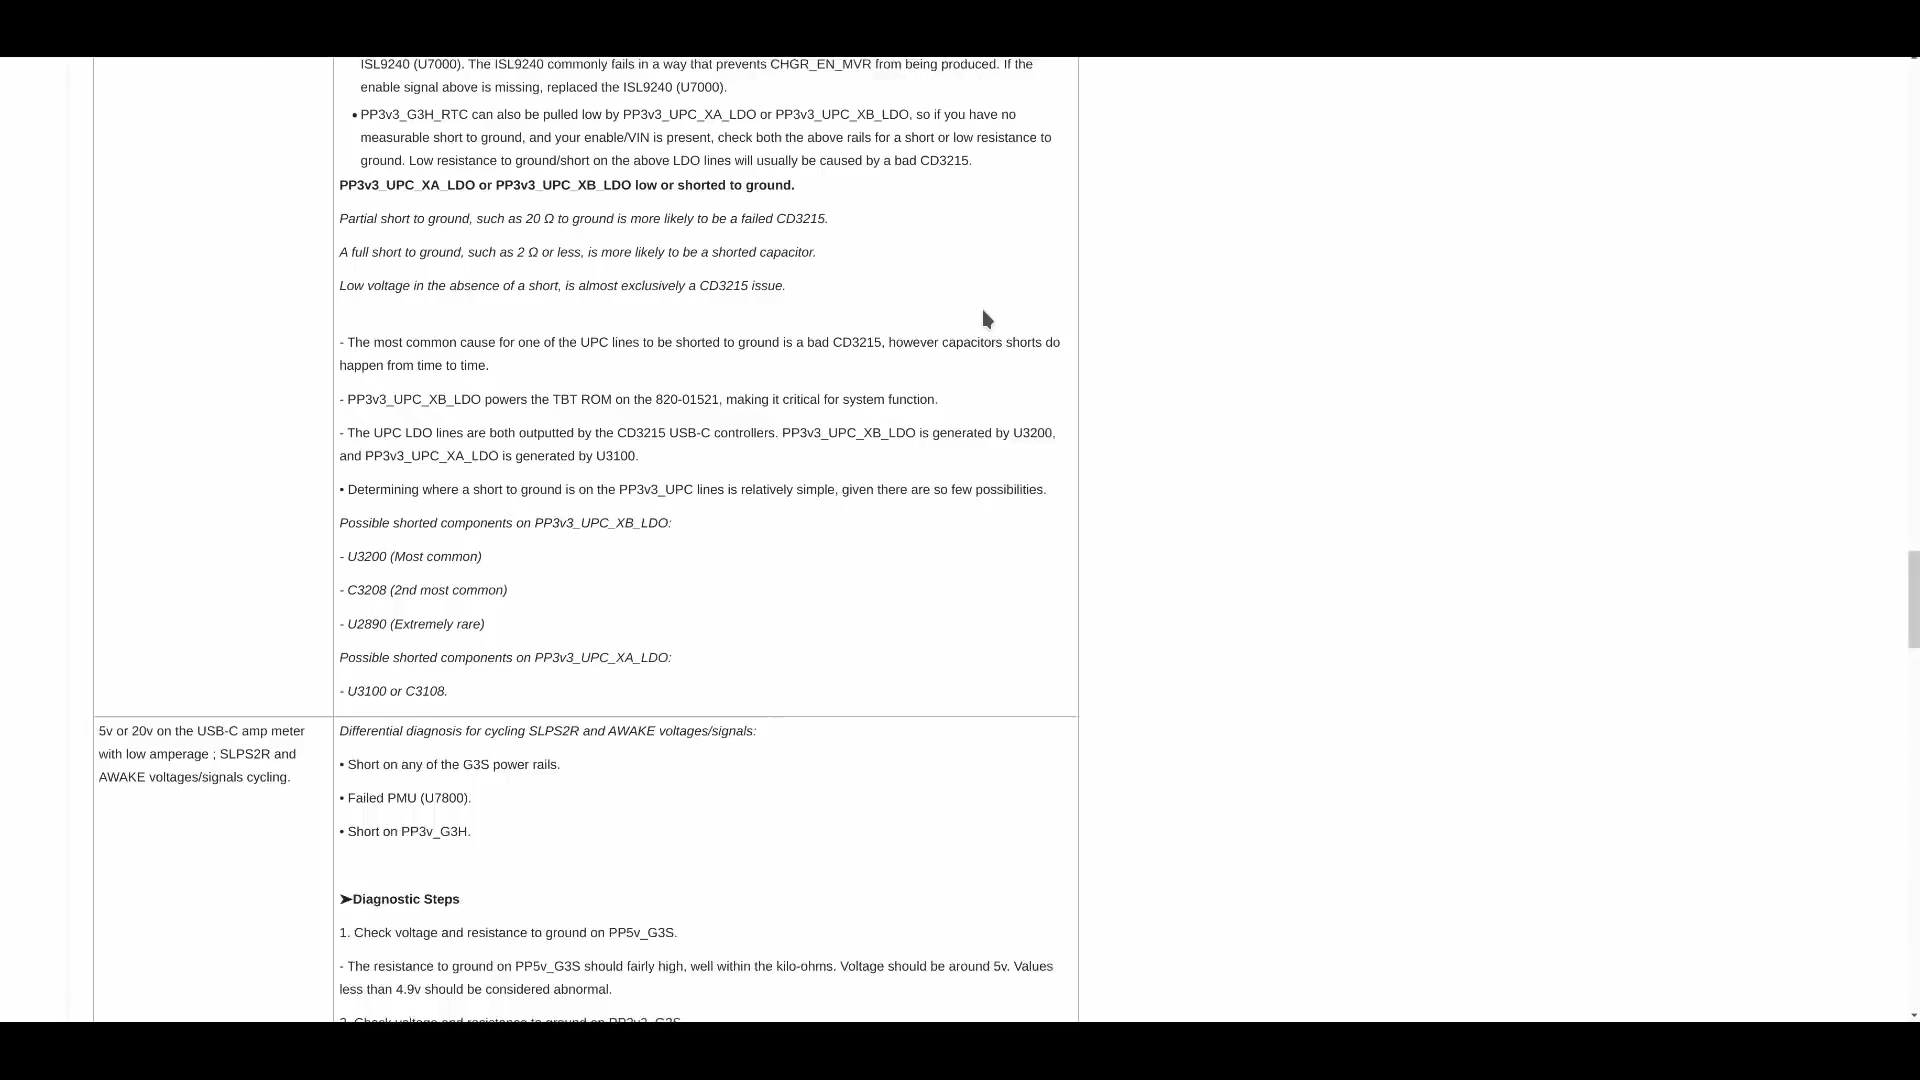 ISL9240 (U7000). The ISL9240 commonly fails in a way that prevents CHGR_EN_MVR from being produced. If the
enable signal above is missing, replaced the ISL9240 (U7000).
• PP3v3_G3H_RTC can also be pulled low by PP3v3_UPC_XA_LDO or PP3v3_UPC_XB_LDO, so if you have no
measurable short to ground, and your enable/VIN is present, check both the above rails for a short or low resistance to
ground. Low resistance to ground/short on the above LDO lines will usually be caused by a bad CD3215.
PP3v3_UPC_XA_LDO or PP3v3_UPC_XB_LDO low or shorted to ground.
Partial short to ground, such as 20 Ω to ground is more likely to be a failed CD3215.
A full short to ground, such as 2 Ω or less, is more likely to be a shorted capacitor.
Low voltage in the absence of a short, is almost exclusively a CD3215 issue.
- The most common cause for one of the UPC lines to be shorted to ground is a bad CD3215, however capacitors shorts do
happen from time to time.
- PP3v3_UPC_XB_LDO powers the TBT ROM on the 820-01521, making it critical for system function.
- The UPC LDO lines are both outputted by the CD3215 USB-C controllers. PP3v3_UPC_XB_LDO is generated by U3200,
and PP3v3_UPC_XA_LDO is generated by U3100.
• Determining where a short to ground is on the PP3v3_UPC lines is relatively simple, given there are so few possibilities.
Possible shorted components on PP3v3_UPC_XB_LDO:
- U3200 (Most common)
- C3208 (2nd most common)
- U2890 (Extremely rare)
Possible shorted components on PP3v3_UPC_XA_LDO:
- U3100 or C3108.
5v or 20v on the USB-C amp meter
with low amperage ; SLPS2R and
AWAKE voltages/signals cycling.
Differential diagnosis for cycling SLPS2R and AWAKE voltages/signals:
• Short on any of the G3S power rails.
• Failed PMU (U7800).
• Short on PP3v_G3H.
➤Diagnostic Steps
1. Check voltage and resistance to ground on PP5v_G3S.
- The resistance to ground on PP5v_G3S should fairly high, well within the kilo-ohms. Voltage should be around 5v. Values
less than 4.9v should be considered abnormal.
2. Check voltage and resistance to ground on PP3v3_G3S.